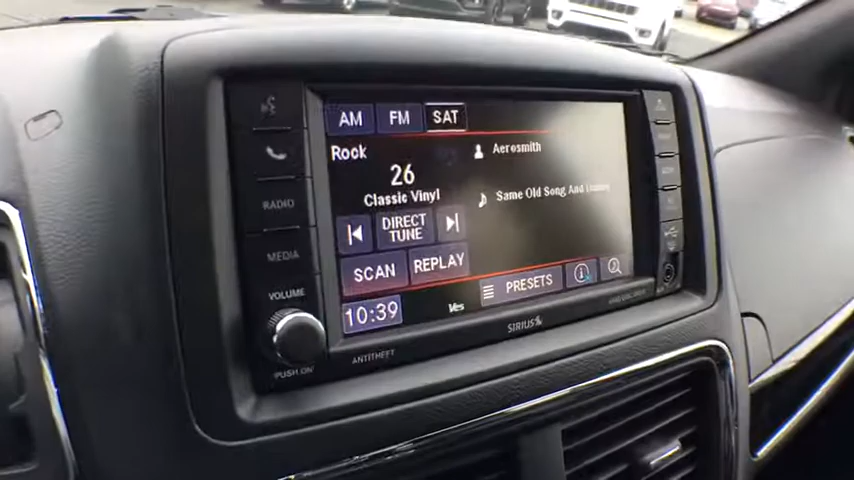 AM FM SAT
Rock
Aerosmith
26
Classic Vinyl
Same Old Song And
DIRECT
TUNE
SCAN REPLAY
PRESETS
10:39
Yes
RADIO
MEDIA
VOLUME
PUSH ON
ANTITHEFT
SIRIUS